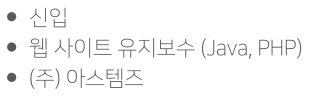 ● 신입
● 웹 사이트 유지보수 (Java, PHP)
● (주) 아스템즈